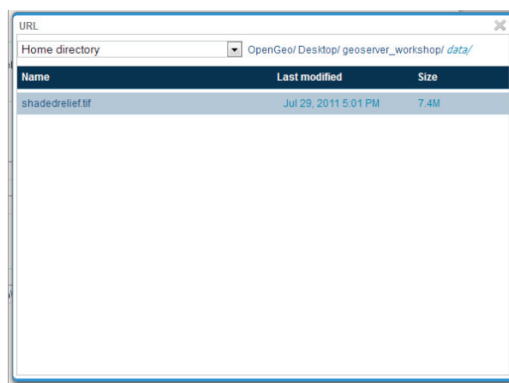 URL
Home directory OpenGeo/ Desktop/ geoserver_workshop/ data/
Name Last modified Size
shadedrelief.tif Jul 29, 2011 5:01 PM 7.4M